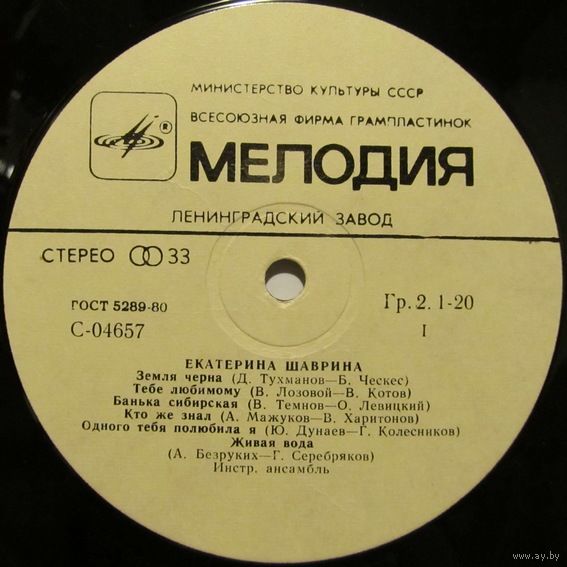 МИНИСТЕРСТВО КУЛЬТУРЫ СССР
ВСЕСОЮЗНАЯ ФИРМА ГРАМПЛАСТИНОК
®
МЕЛОДИЯ
ЛЕНИНГРАДСКИЙ ЗАВОД
СТЕРЕО 33
ГОСТ 5289-80
Гр. 2. 1-20
С-04657
I
ЕКАТЕРИНА ШАВРИНА
Земля черна (Д. Тухманов—Б. Ческес)
Тебе любимому (В. Лозовой—В. Котов)
Банька сибирская (В. Темнов—О. Левицкий)
Кто же знал (А. Мажуков—В. Харитонов)
Одного тебя полюбила я (Ю. Дунаев—Г. Колесников)
Живая вода
(А. Безруких—Г. Серебряков)
Инстр. ансамбль
www.ay.by